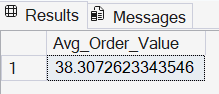 Results Messages
Avg_Order_Value
1 38.3072623343546